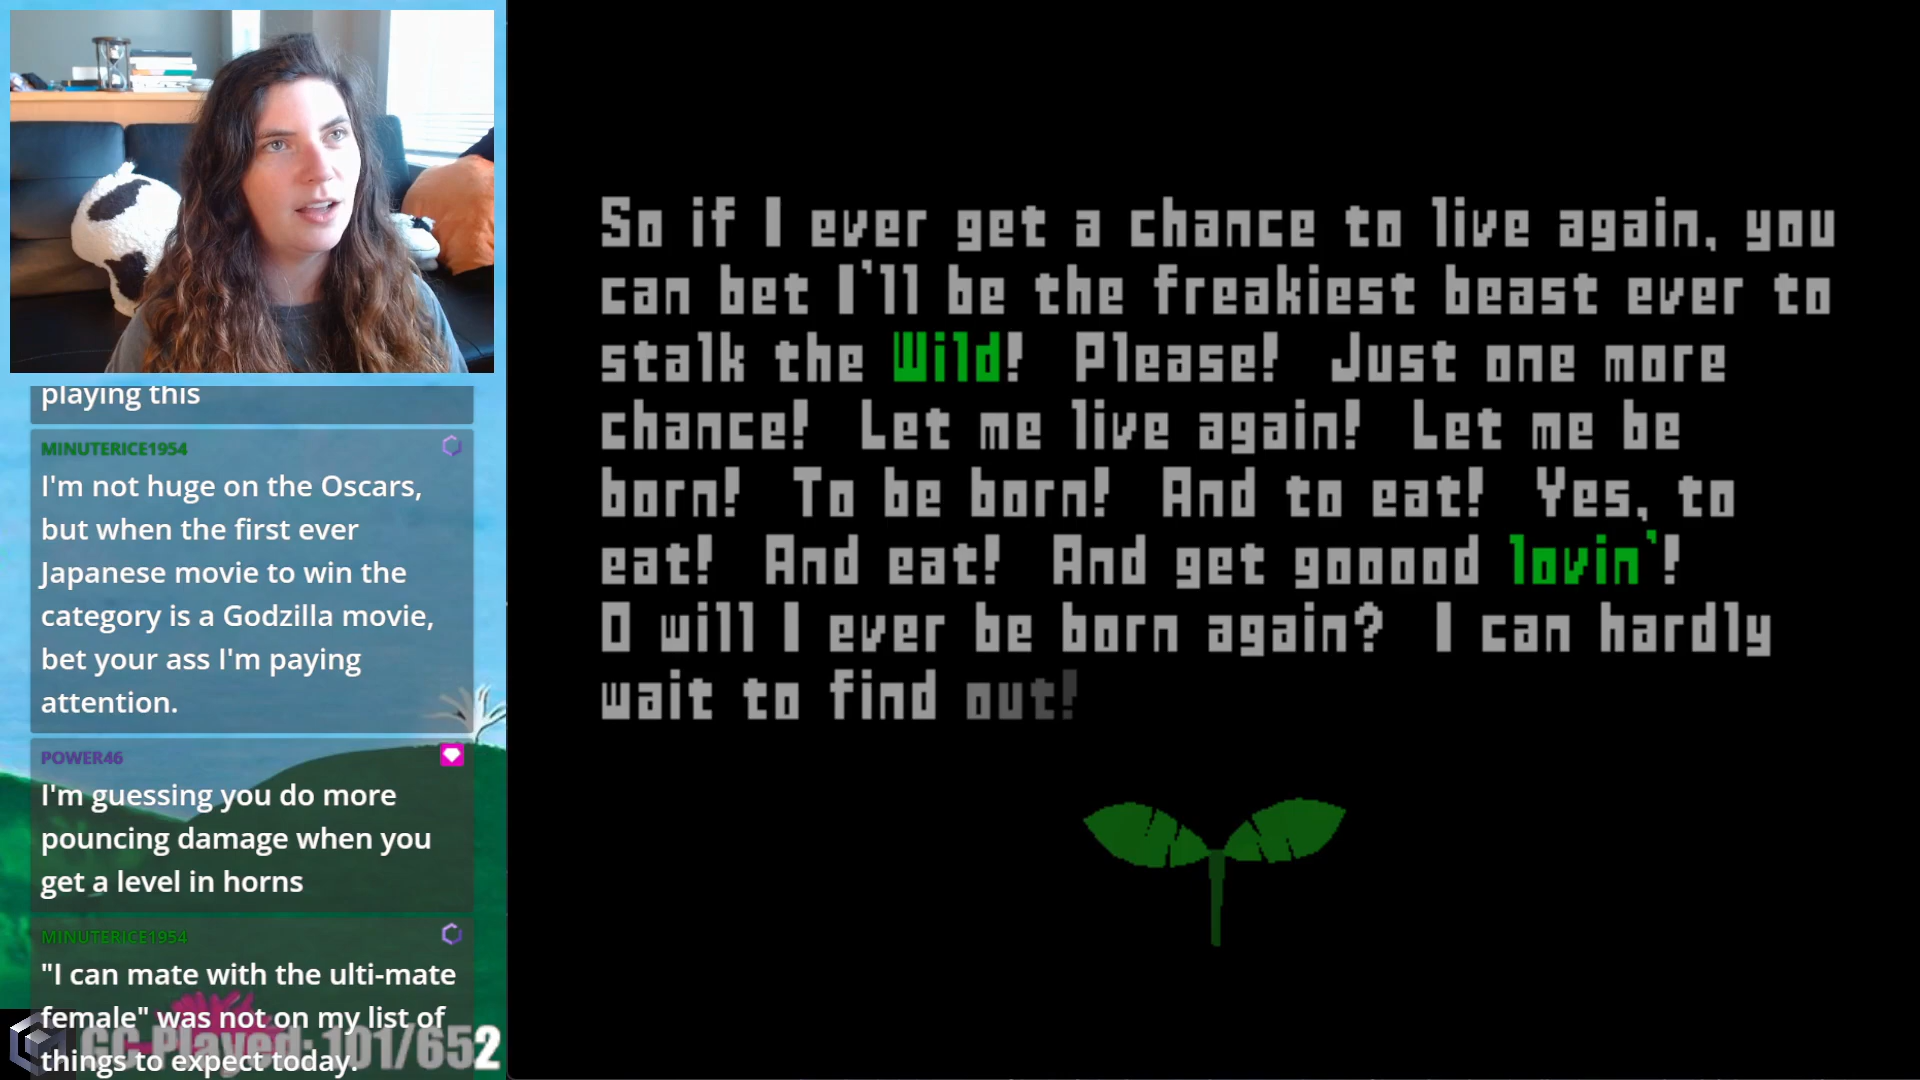 playing this
MINUTERICE1954
I'm not huge on the Oscars,
but when the first ever
Japanese movie to win the
category is a Godzilla movie,
bet your ass I'm paying
attention.
POWER46
I'm guessing you do more
pouncing damage when you
get a level in horns
MINUTERICE1954
"I can mate with the ulti-mate
female" was not on my list of
things to expect today.
GC Played: 101/652
So if I ever get a chance to live again, you
can bet I'll be the freakiest beast ever to
stalk the Wild! Please! Just one more
chance! Let me live again! Let me be
born! To be born! And to eat! Yes, to
eat! And eat! And get gooood lovin'!
O will I ever be born again? I can hardly
wait to find out!